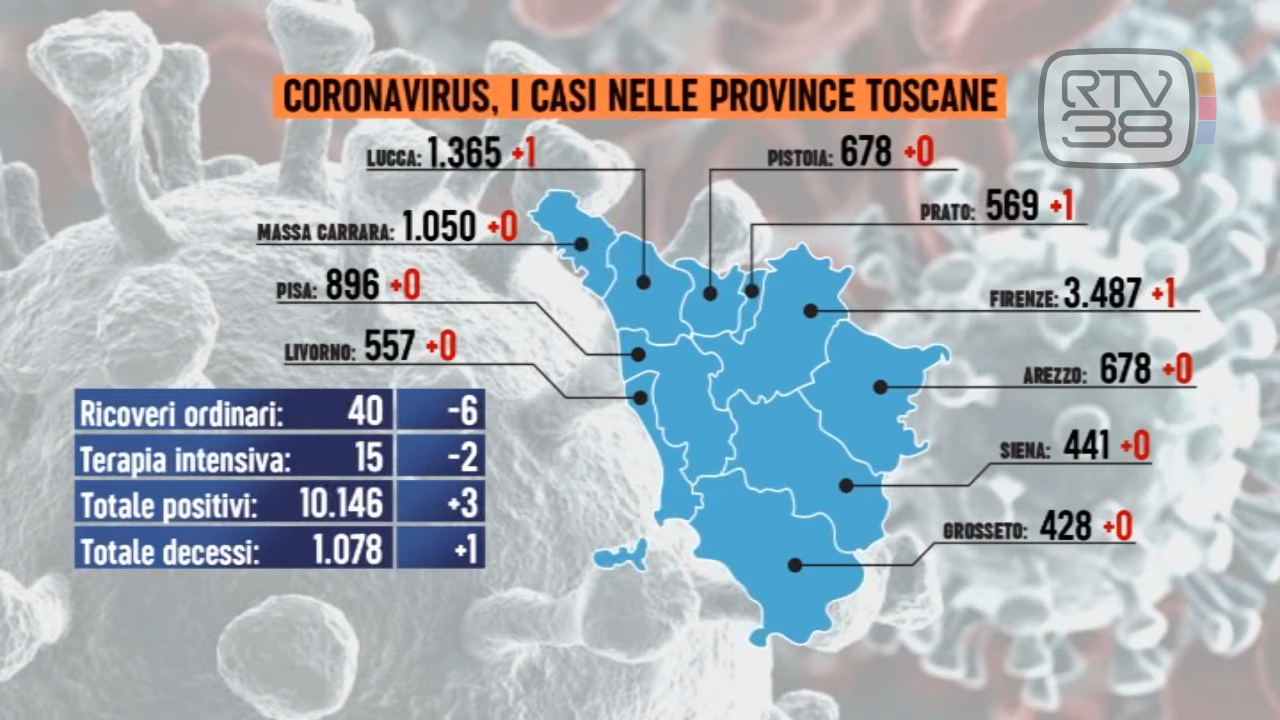 CORONAVIRUS, I CASI NELLE PROVINCE TOSCANE
RTV
38
LUCCA: 1.365 +1
PISTOIA: 678 +0
PRATO: 569 +1
MASSA CARRARA: 1.050 +0
PISA: 896 +0
FIRENZE: 3.487 +1
LIVORNO: 557 +0
AREZZO: 678 +0
SIENA: 441 +0
GROSSETO: 428 +0
Ricoveri ordinari: 40 -6
Terapia intensiva: 15 -2
Totale positivi: 10.146 +3
Totale decessi: 1.078 +1